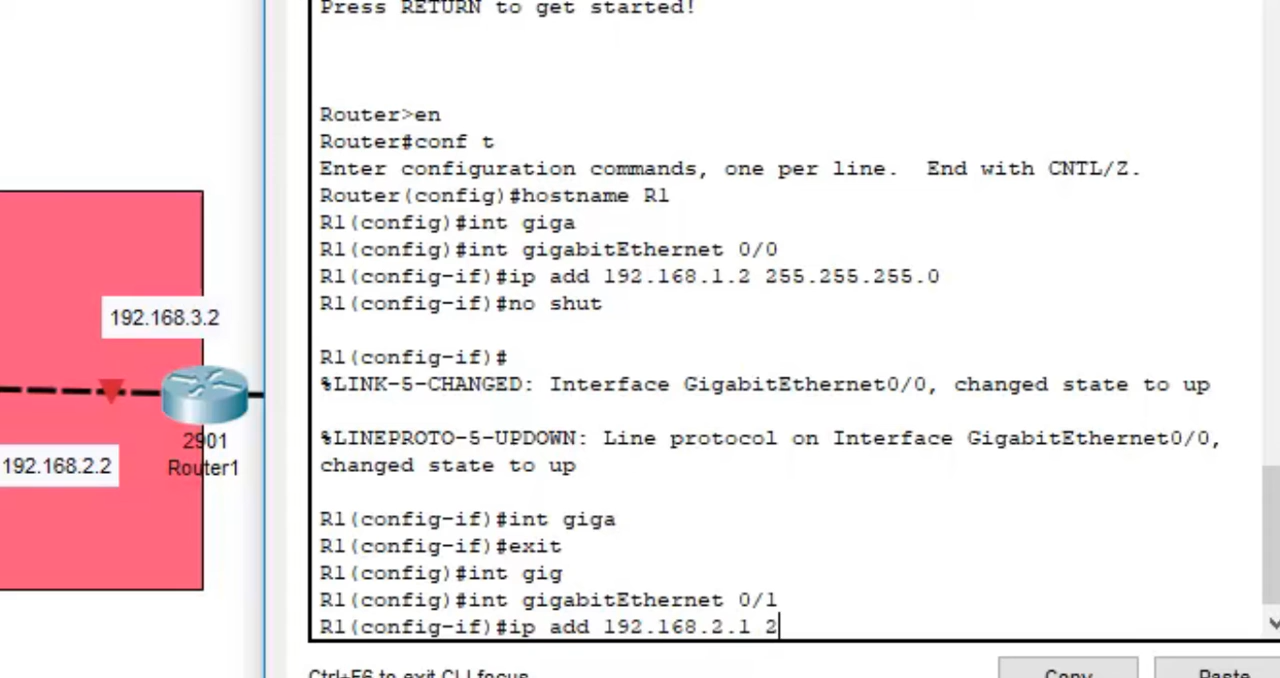 Press RETURN to get started!
Router>en
Router#conf t
Enter configuration commands, one per line.  End with CNTL/Z.
Router(config)#hostname R1
R1(config)#int giga
R1(config)#int gigabitEthernet 0/0
R1(config-if)#ip add 192.168.1.2 255.255.255.0
R1(config-if)#no shut
R1(config-if)#
%LINK-5-CHANGED: Interface GigabitEthernet0/0, changed state to up
%LINEPROTO-5-UPDOWN: Line protocol on Interface GigabitEthernet0/0,
changed state to up
R1(config-if)#int giga
R1(config-if)#exit
R1(config)#int gig
R1(config)#int gigabitEthernet 0/1
R1(config-if)#ip add 192.168.2.1 2
192.168.3.2
2901
Router1
192.168.2.2
Ctrl+F6 to exit CLI focus
Copy
Paste